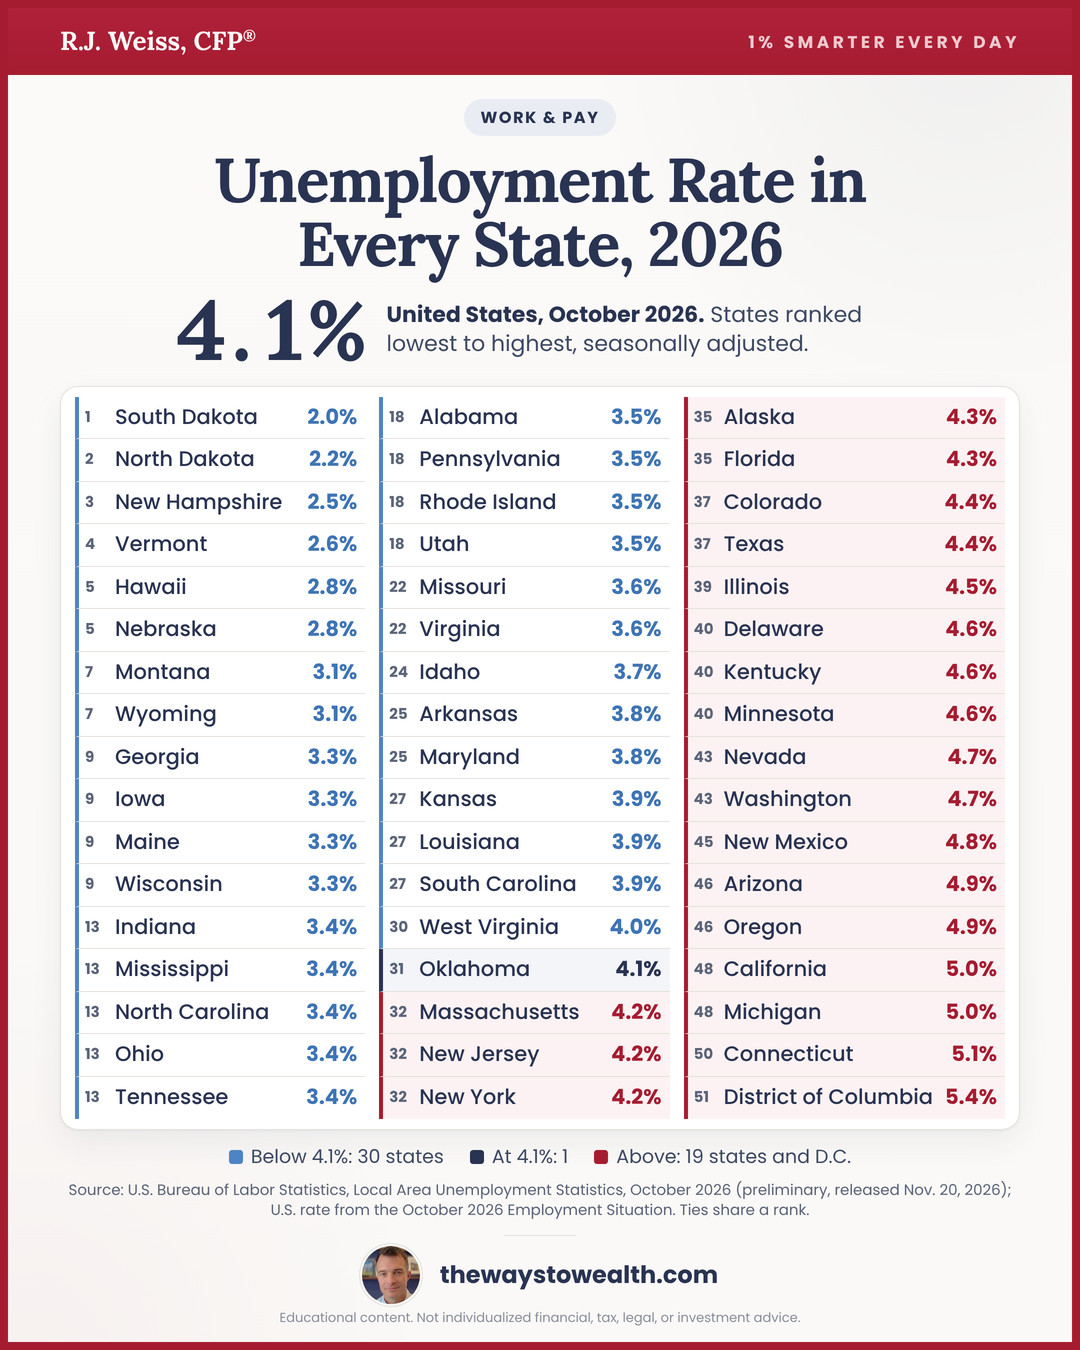 R.J. Weiss, CFP®
1% SMARTER EVERY DAY
WORK & PAY
Unemployment Rate in
Every State, 2026
4.1%
United States, October 2026. States ranked
lowest to highest, seasonally adjusted.
1 South Dakota 2.0%
2 North Dakota 2.2%
3 New Hampshire 2.5%
4 Vermont 2.6%
5 Hawaii 2.8%
5 Nebraska 2.8%
7 Montana 3.1%
7 Wyoming 3.1%
9 Georgia 3.3%
9 Iowa 3.3%
9 Maine 3.3%
9 Wisconsin 3.3%
13 Indiana 3.4%
13 Mississippi 3.4%
13 North Carolina 3.4%
13 Ohio 3.4%
13 Tennessee 3.4%
18 Alabama 3.5%
18 Pennsylvania 3.5%
18 Rhode Island 3.5%
18 Utah 3.5%
22 Missouri 3.6%
22 Virginia 3.6%
24 Idaho 3.7%
25 Arkansas 3.8%
25 Maryland 3.8%
27 Kansas 3.9%
27 Louisiana 3.9%
27 South Carolina 3.9%
30 West Virginia 4.0%
31 Oklahoma 4.1%
32 Massachusetts 4.2%
32 New Jersey 4.2%
32 New York 4.2%
35 Alaska 4.3%
35 Florida 4.3%
37 Colorado 4.4%
37 Texas 4.4%
39 Illinois 4.5%
40 Delaware 4.6%
40 Kentucky 4.6%
40 Minnesota 4.6%
43 Nevada 4.7%
43 Washington 4.7%
45 New Mexico 4.8%
46 Arizona 4.9%
46 Oregon 4.9%
48 California 5.0%
48 Michigan 5.0%
50 Connecticut 5.1%
51 District of Columbia 5.4%
Below 4.1%: 30 states At 4.1%: 1 Above: 19 states and D.C.
Source: U.S. Bureau of Labor Statistics, Local Area Unemployment Statistics, October 2026 (preliminary, released Nov. 20, 2026);
U.S. rate from the October 2026 Employment Situation. Ties share a rank.
thewaystowealth.com
Educational content. Not individualized financial, tax, legal, or investment advice.